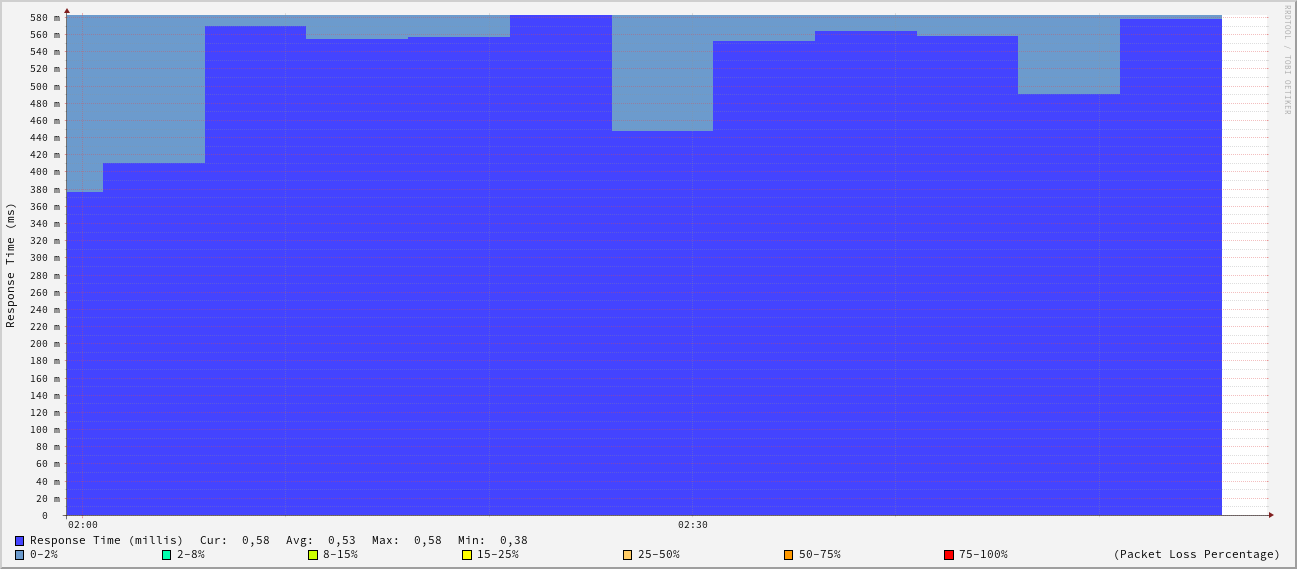 RRDTOOL / TOBI OETIKER
Response Time (ms)
580 m
560 m
540 m
520 m
500 m
480 m
460 m
440 m
420 m
400 m
380 m
360 m
340 m
320 m
300 m
280 m
260 m
240 m
220 m
200 m
180 m
160 m
140 m
120 m
100 m
80 m
60 m
40 m
20 m
0
02:00 02:30
Response Time (millis) Cur: 0,58 Avg: 0,53 Max: 0,58 Min: 0,38
0-2% 2-8% 8-15% 15-25% 25-50% 50-75% 75-100% (Packet Loss Percentage)